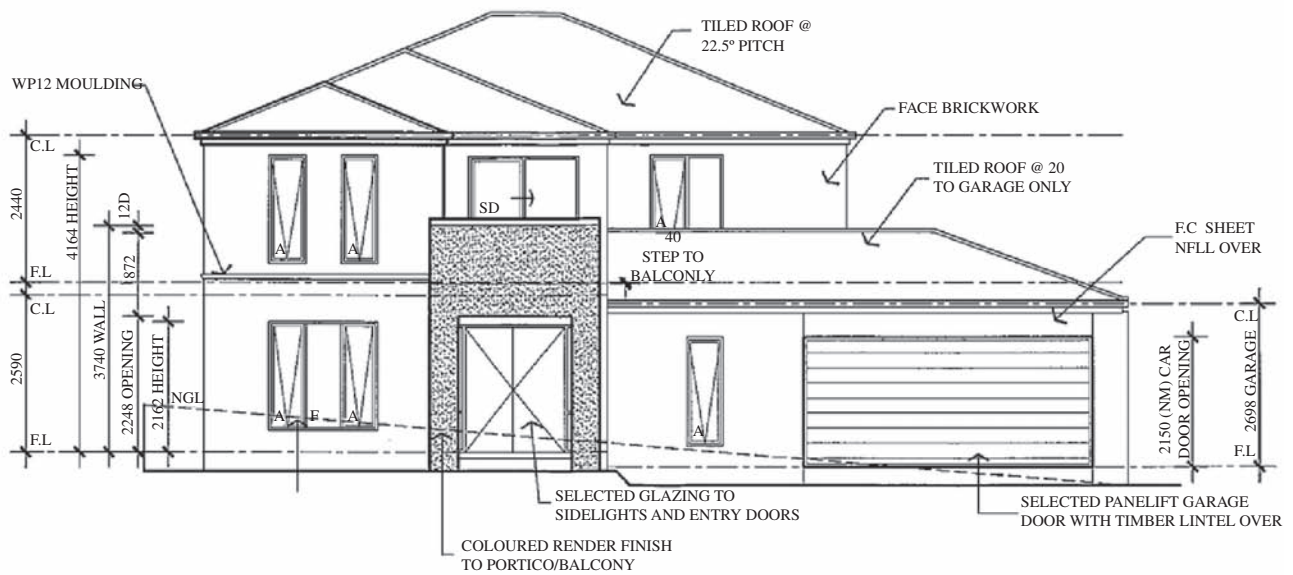 TILED ROOF @
22.5º PITCH
WP12 MOULDING
FACE BRICKWORK
C.L
TILED ROOF @ 20
TO GARAGE ONLY
2440
4164 HEIGHT
12D
SD
A
A
A
40
STEP TO
BALCONLY
F.C SHEET
NFLL OVER
1872
F.L
C.L
C.L
2590
3740 WALL
2248 OPENING
2162 HEIGHT
NGL
A F A
A
2150 (NM) CAR
DOOR OPENING
2698 GARAGE
F.L
F.L
SELECTED GLAZING TO
SIDELIGHTS AND ENTRY DOORS
SELECTED PANELIFT GARAGE
DOOR WITH TIMBER LINTEL OVER
COLOURED RENDER FINISH
TO PORTICO/BALCONY